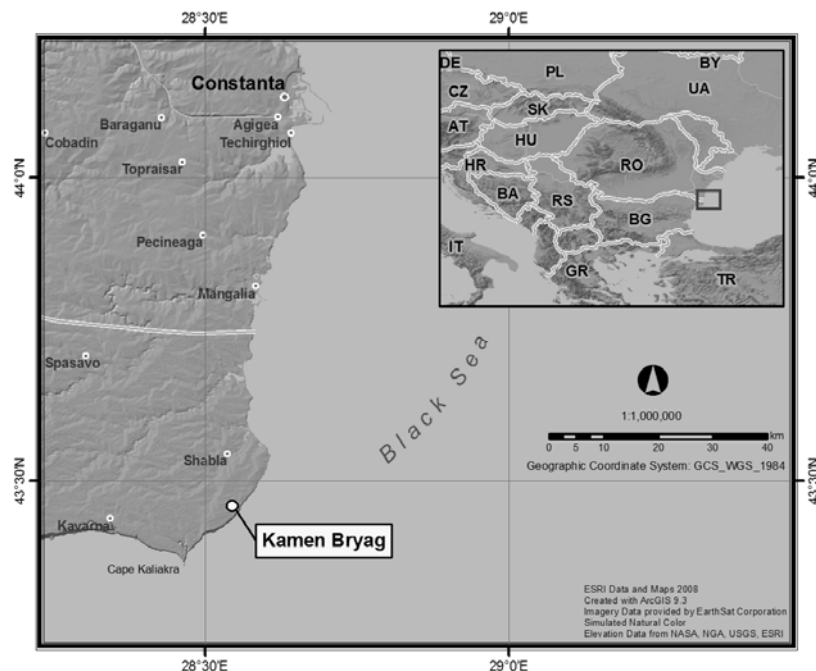 28°30'E
29°0'E
Constanta
Baraganu
Agigea
Cobadin
Techirghiol
Topraisar
44°0'N
Pecineaga
Mangalia
Spasavo
Shabla
43°30'N
Kavarna
Kamen Bryag
Cape Kaliakra
Black Sea
DE
PL
BY
CZ
UA
SK
AT
HU
HR
RO
BA
RS
BG
IT
GR
TR
44°0'N
1:1,000,000
km
0 5 10 20 30 40
Geographic Coordinate System: GCS_WGS_1984
43°30'N
ESRI Data and Maps 2008
Created with ArcGIS 9.3
Imagery Data provided by EarthSat Corporation
Simulated Natural Color
Elevation Data from NASA, NGA, USGS, ESRI
28°30'E
29°0'E